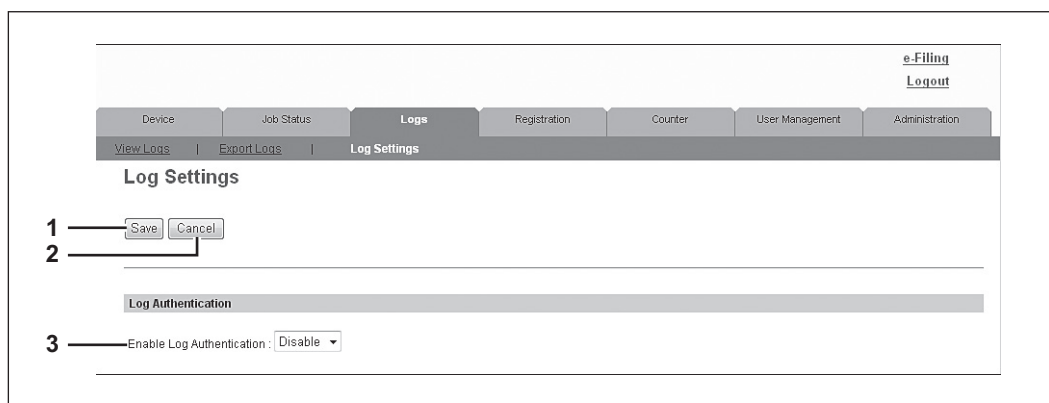 e-Filing
Logout
Device Job Status Logs Registration Counter User Management Administration
View Logs | Export Logs | Log Settings
Log Settings
1 Save Cancel
2
Log Authentication
3 Enable Log Authentication : Disable